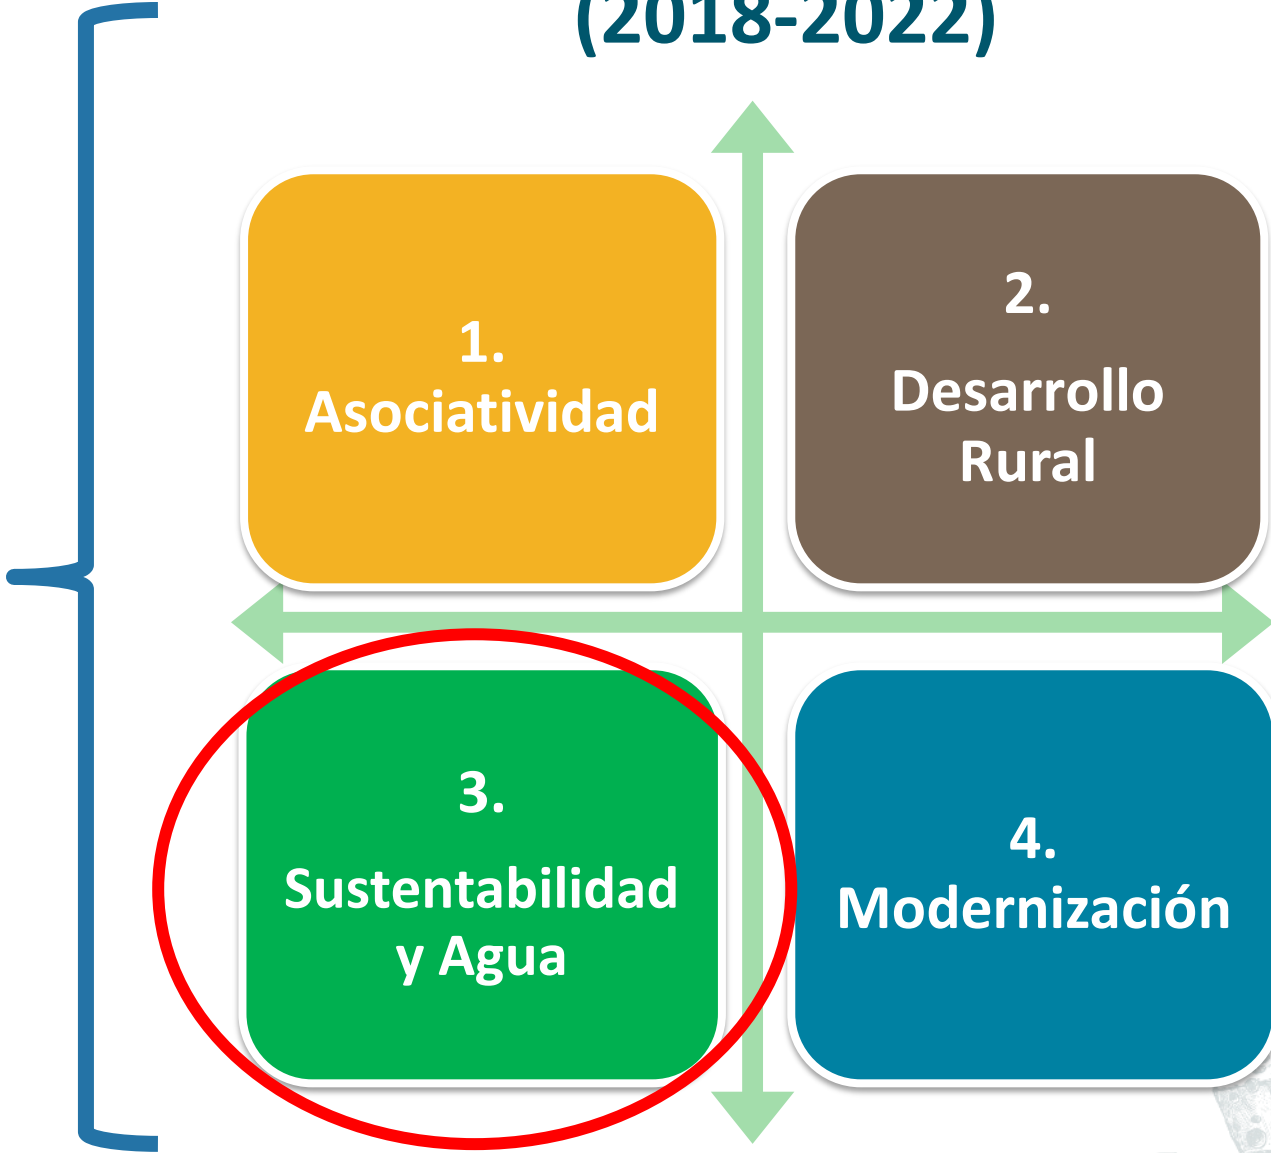 (2018-2022)
1.
Asociatividad
2.
Desarrollo
Rural
3.
Sustentabilidad
y Agua
4.
Modernización